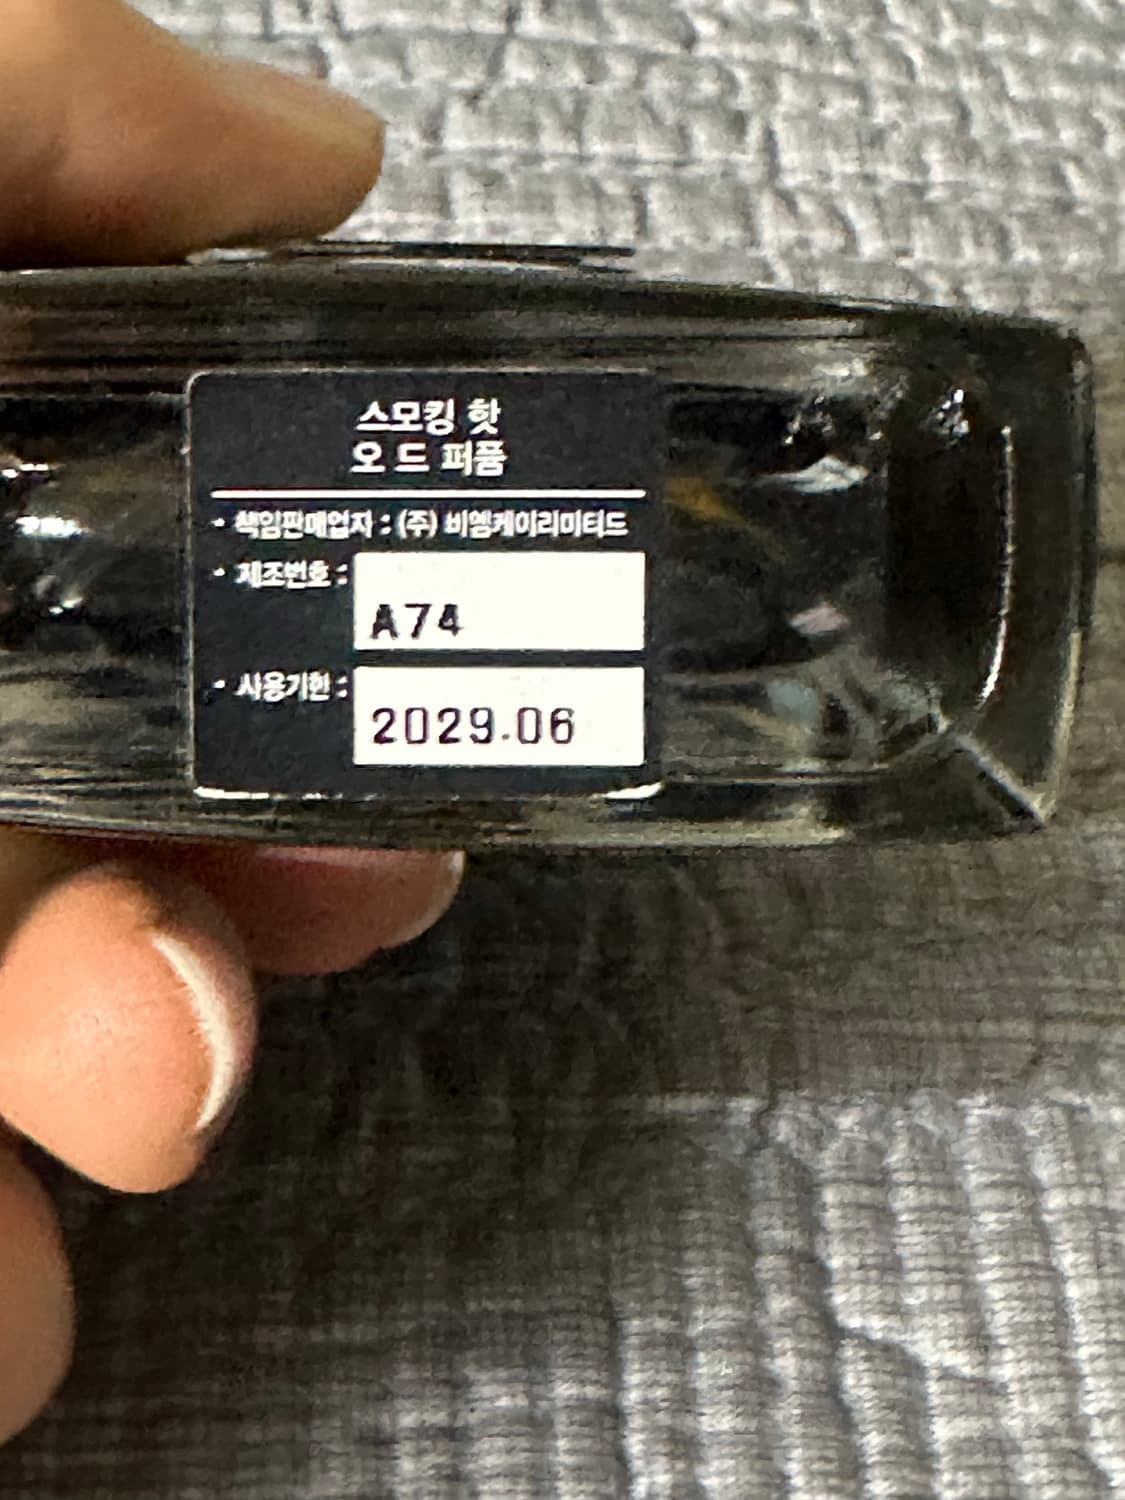 스모킹 핫
오 드 퍼퓸
· 책임판매업자 : (주) 비엠케이리미티드
· 제조번호 :
A74
· 사용기한 :
2029.06